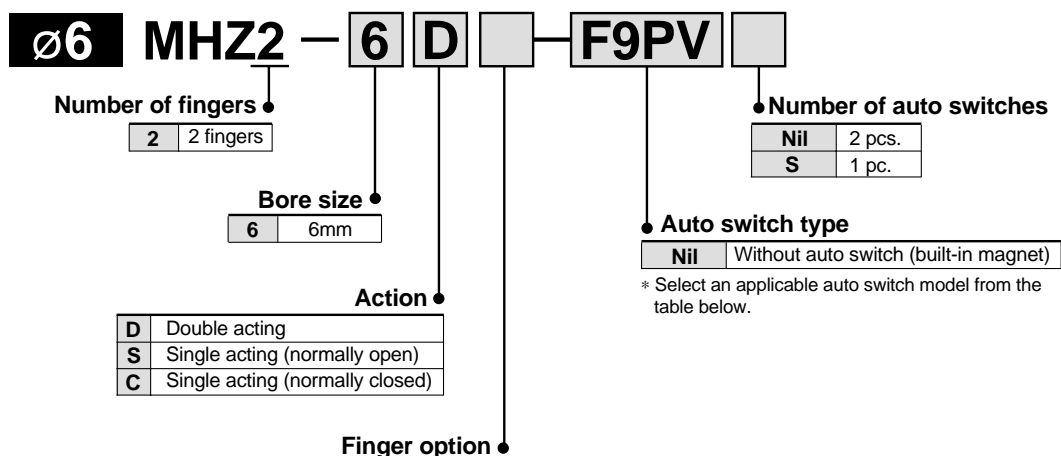 ø6 MHZ2 — 6 D — F9PV
Number of fingers
2 2 fingers
Bore size
6 6mm
Action
D Double acting
S Single acting (normally open)
C Single acting (normally closed)
Finger option
Number of auto switches
Nil 2 pcs.
S 1 pc.
Auto switch type
Nil Without auto switch (built-in magnet)
∗ Select an applicable auto switch model from the
table below.